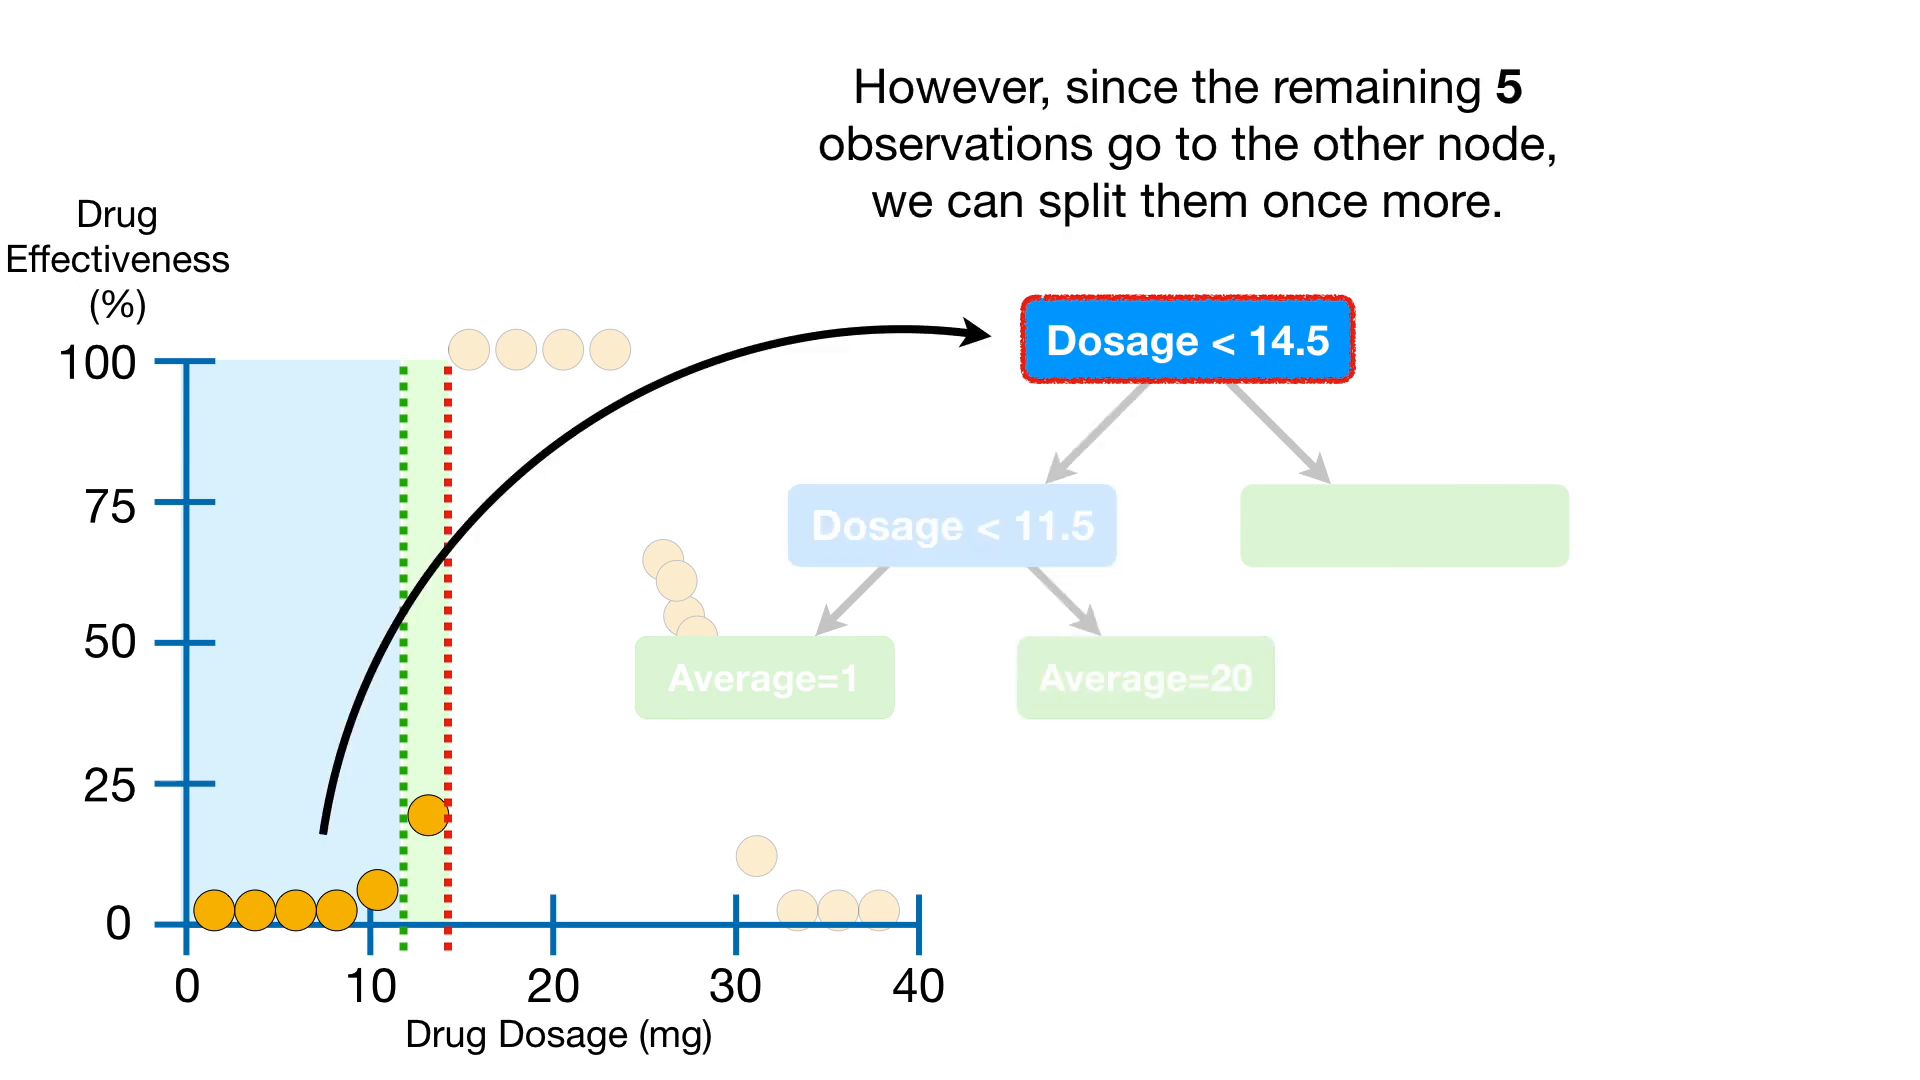 However, since the remaining 5
observations go to the other node,
we can split them once more.
Drug
Effectiveness
(%)
Dosage < 14.5
100
75
Dosage < 11.5
50
Average=1
Average=20
25
0
0
10
20
30
40
Drug Dosage (mg)